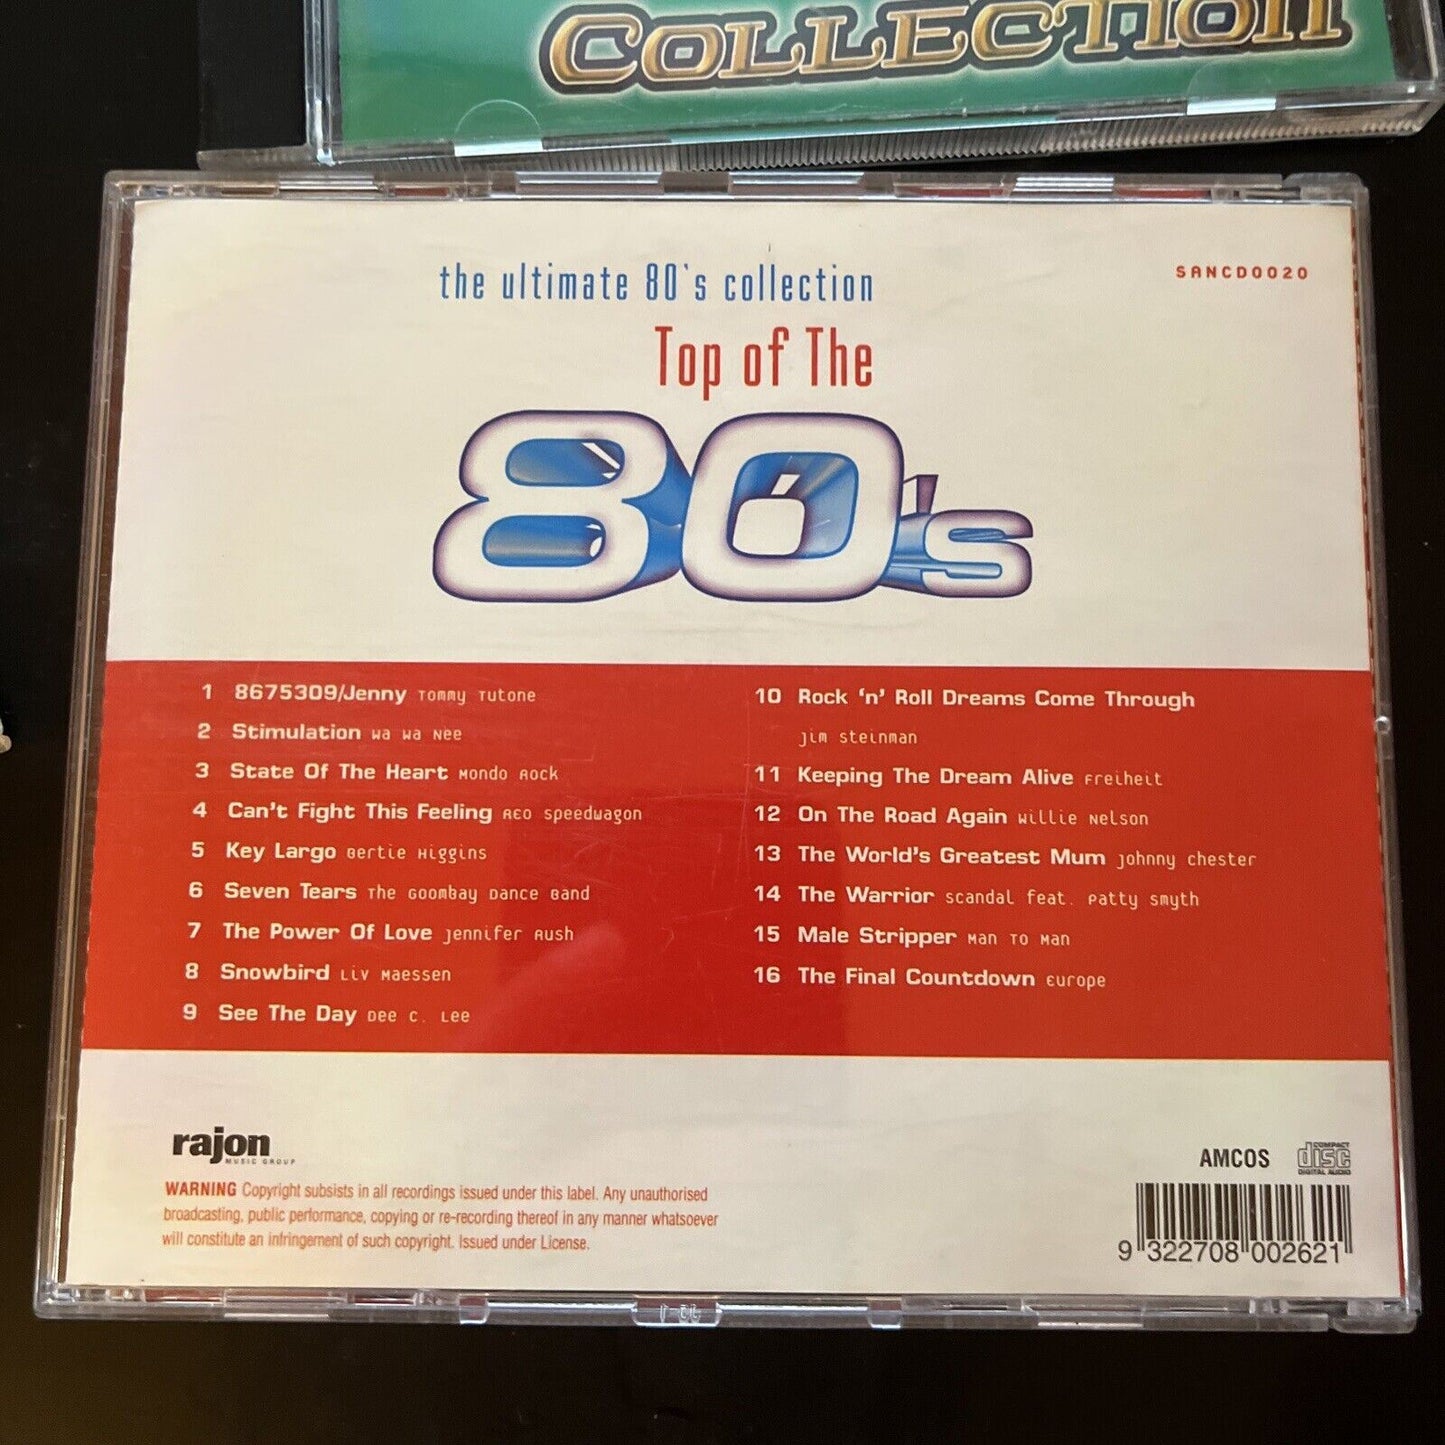 COLLECTION
the ultimate 80's collection
SANCD0020
Top of The
80's
1 8675309/Jenny Tommy Tutone
2 Stimulation Wa Wa Nee
3 State Of The Heart Mondo Rock
4 Can't Fight This Feeling REO Speedwagon
5 Key Largo Bertie Higgins
6 Seven Tears The Goombay Dance Band
7 The Power Of Love Jennifer Rush
8 Snowbird Liv Maessen
9 See The Day Dee C. Lee
10 Rock 'n' Roll Dreams Come Through
Jim Steinman
11 Keeping The Dream Alive Freiheit
12 On The Road Again Willie Nelson
13 The World's Greatest Mum Johnny Chester
14 The Warrior Scandal feat. Patty Smyth
15 Male Stripper Man To Man
16 The Final Countdown Europe
rajon
MUSIC GROUP
WARNING Copyright subsists in all recordings issued under this label. Any unauthorised
broadcasting, public performance, copying or re-recording thereof in any manner whatsoever
will constitute an infringement of such copyright. Issued under License.
AMCOS
COMPACT
disc
DIGITAL AUDIO
9 322708 002621